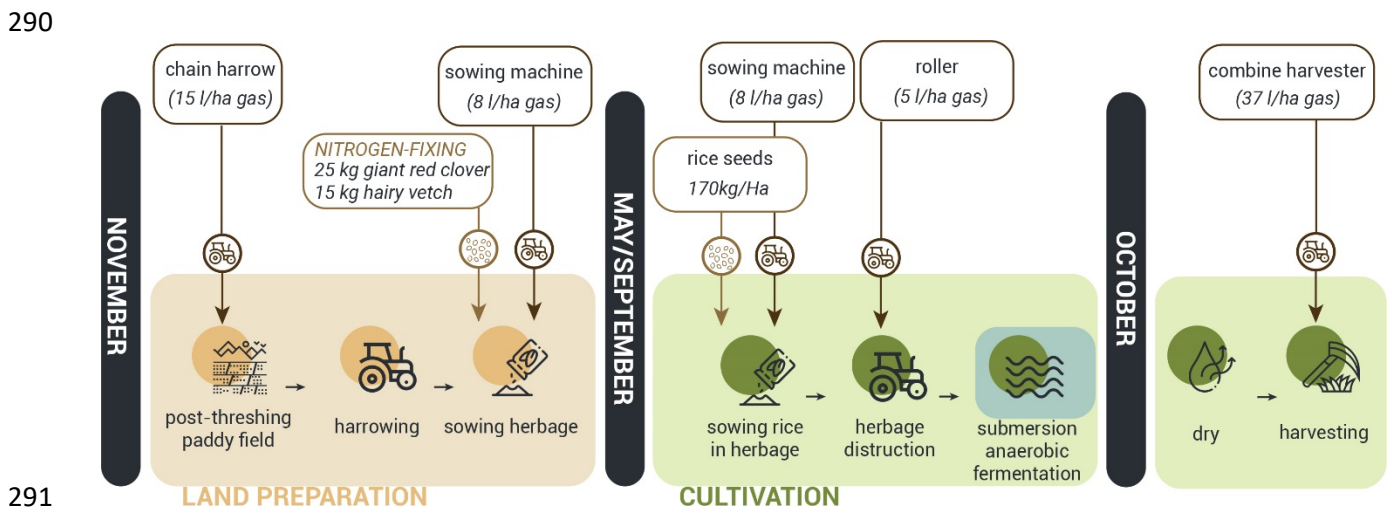 290
chain harrow
(15 l/ha gas)
sowing machine
(8 l/ha gas)
NITROGEN-FIXING
25 kg giant red clover
15 kg hairy vetch
sowing machine
(8 l/ha gas)
rice seeds
170kg/Ha
roller
(5 l/ha gas)
combine harvester
(37 l/ha gas)
NOVEMBER
post-threshing
paddy field
harrowing
sowing herbage
MAY/SEPTEMBER
sowing rice
in herbage
herbage
distruction
submersion
anaerobic
fermentation
OCTOBER
dry
harvesting
291
LAND PREPARATION
CULTIVATION